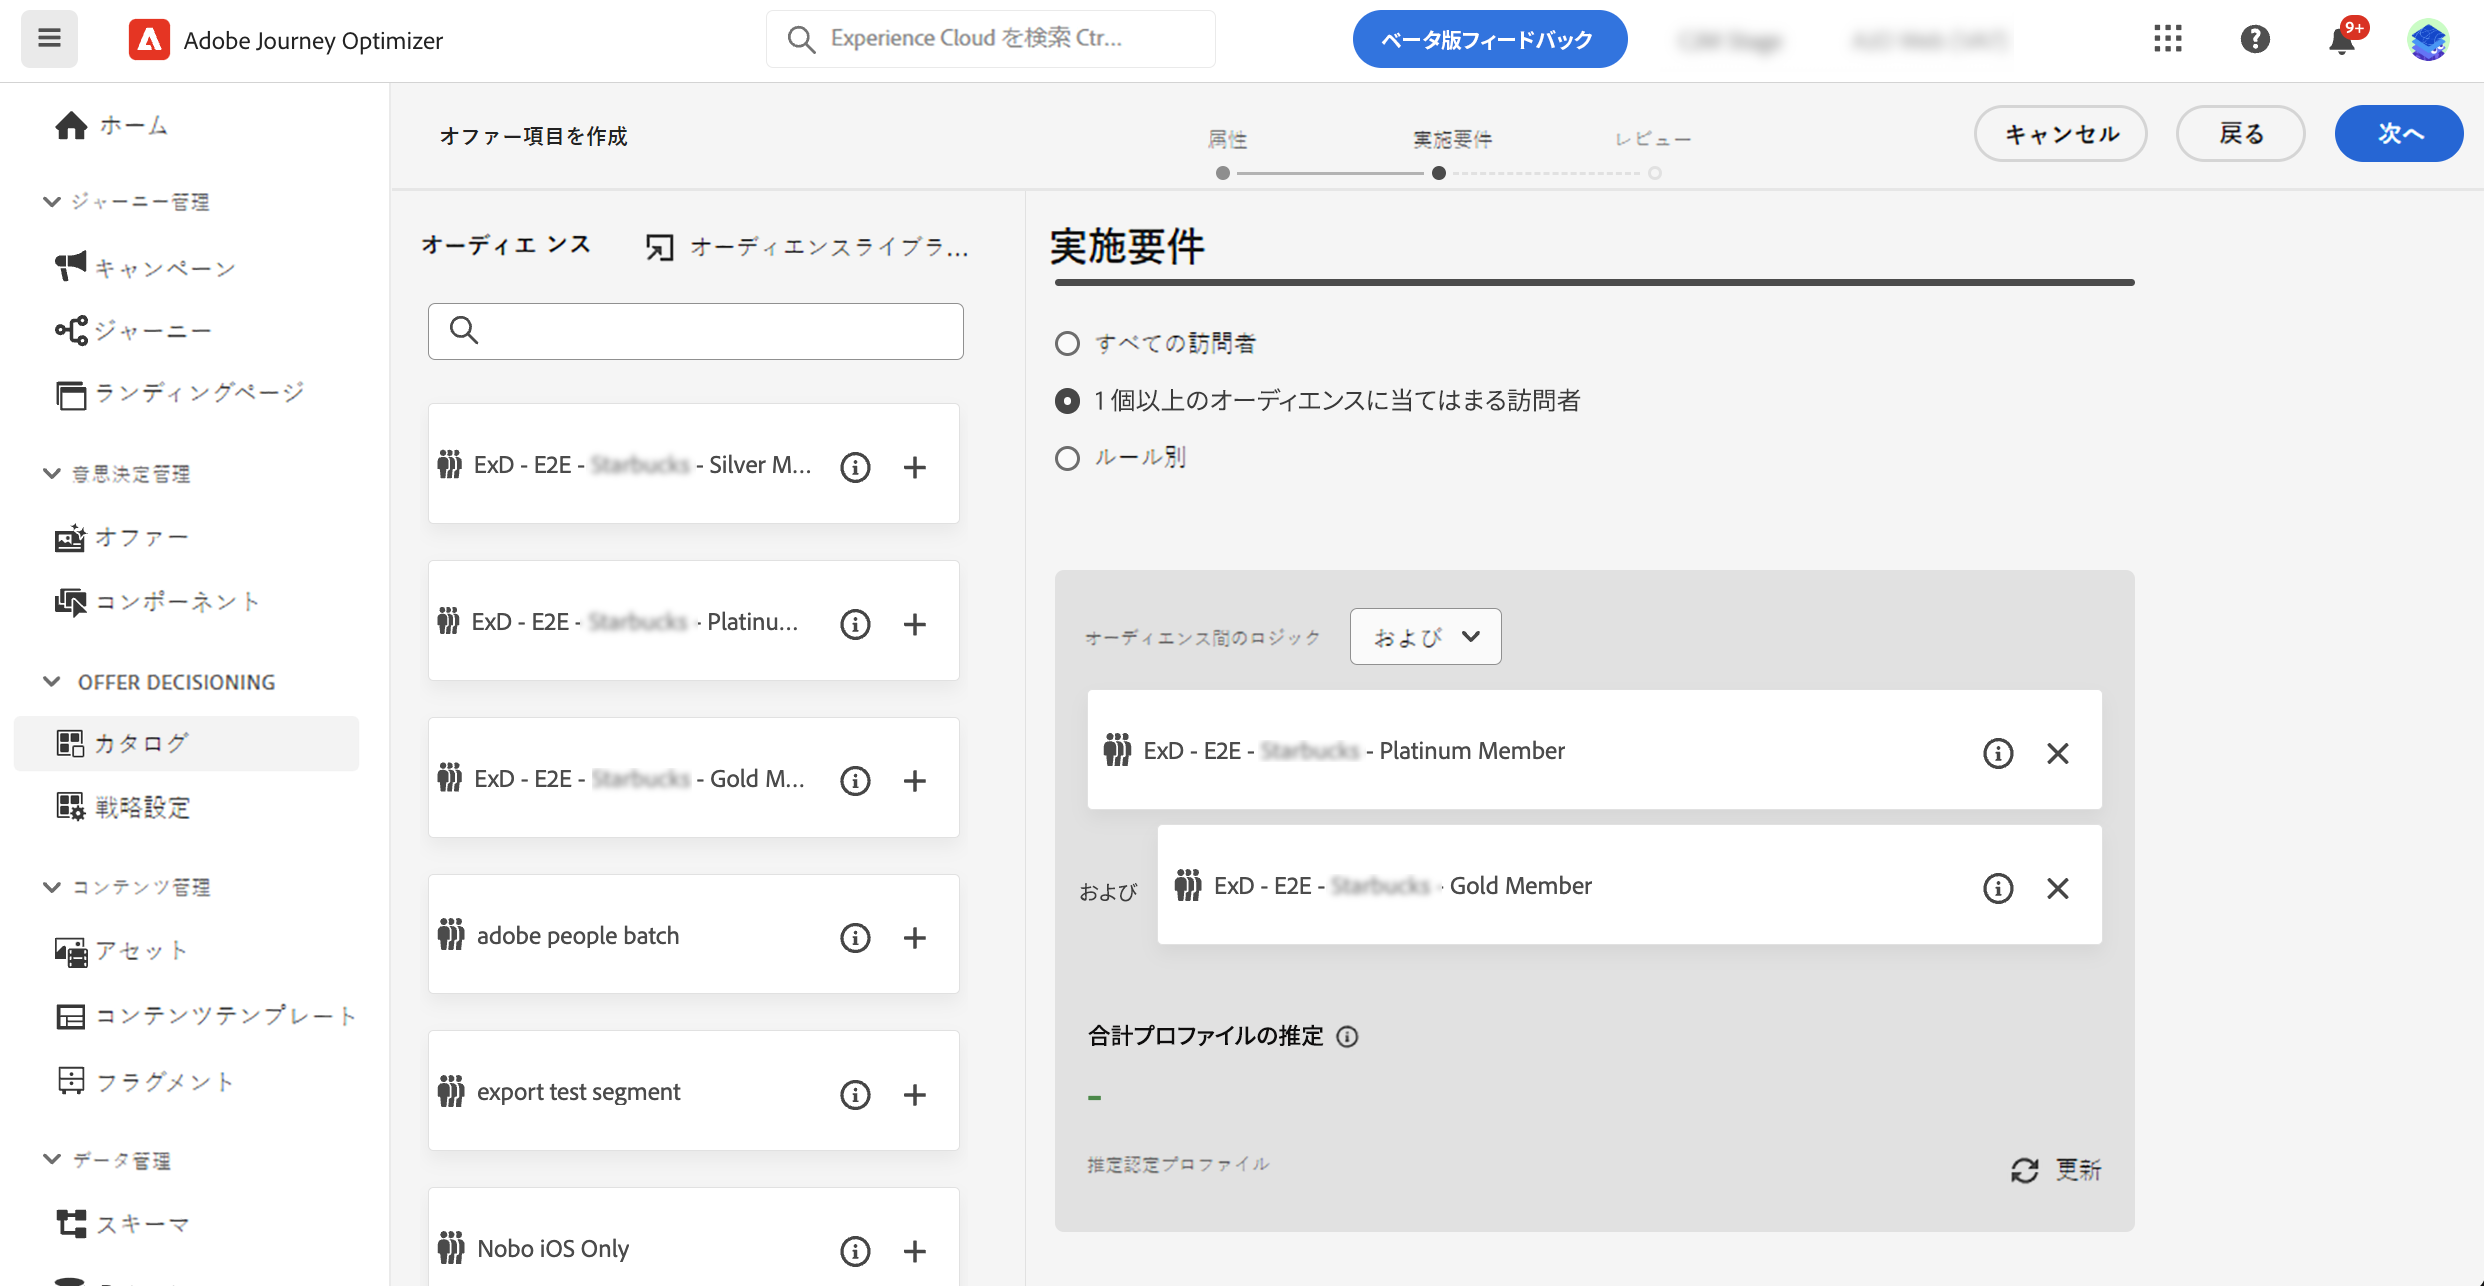 Adobe Journey Optimizer
Experience Cloud を検索 Ctr...
ベータ版フィードバック
9+
ホーム
ジャーニー管理
キャンペーン
ジャーニー
ランディングページ
意思決定管理
オファー
コンポーネント
OFFER DECISIONING
カタログ
戦略設定
コンテンツ管理
アセット
コンテンツテンプレート
フラグメント
データ管理
スキーマ
オファー項目を作成
属性
実施要件
レビュー
キャンセル
戻る
次へ
オーディエンス
オーディエンスライブラ...
ExD - E2E - Starbucks - Silver M...
ExD - E2E - Starbucks - Platinu...
ExD - E2E - Starbucks - Gold M...
adobe people batch
export test segment
Nobo iOS Only
実施要件
すべての訪問者
1 個以上のオーディエンスに当てはまる訪問者
ルール別
オーディエンス間のロジック
および
ExD - E2E - Starbucks - Platinum Member
および
ExD - E2E - Starbucks - Gold Member
合計プロファイルの推定
-
推定認定プロファイル
更新